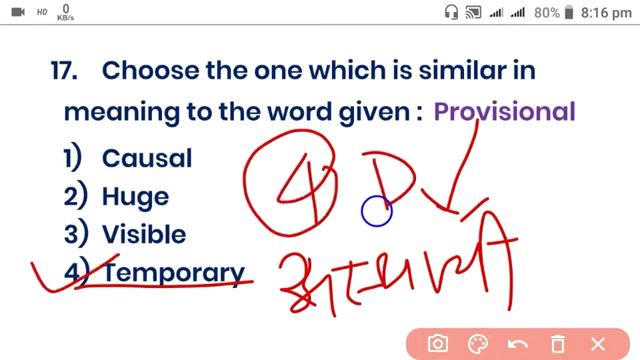 HD 0 KB/s 80% 8:16 pm
17. Choose the one which is similar in
meaning to the word given : Provisional
1) Causal
2) Huge
3) Visible
4) Temporary
4 D